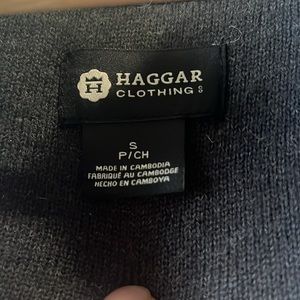 H
HAGGAR
CLOTHING S
S
P/CH
MADE IN CAMBODIA
FABRIQUÉ AU CAMBODGE
HECHO EN CAMBOYA